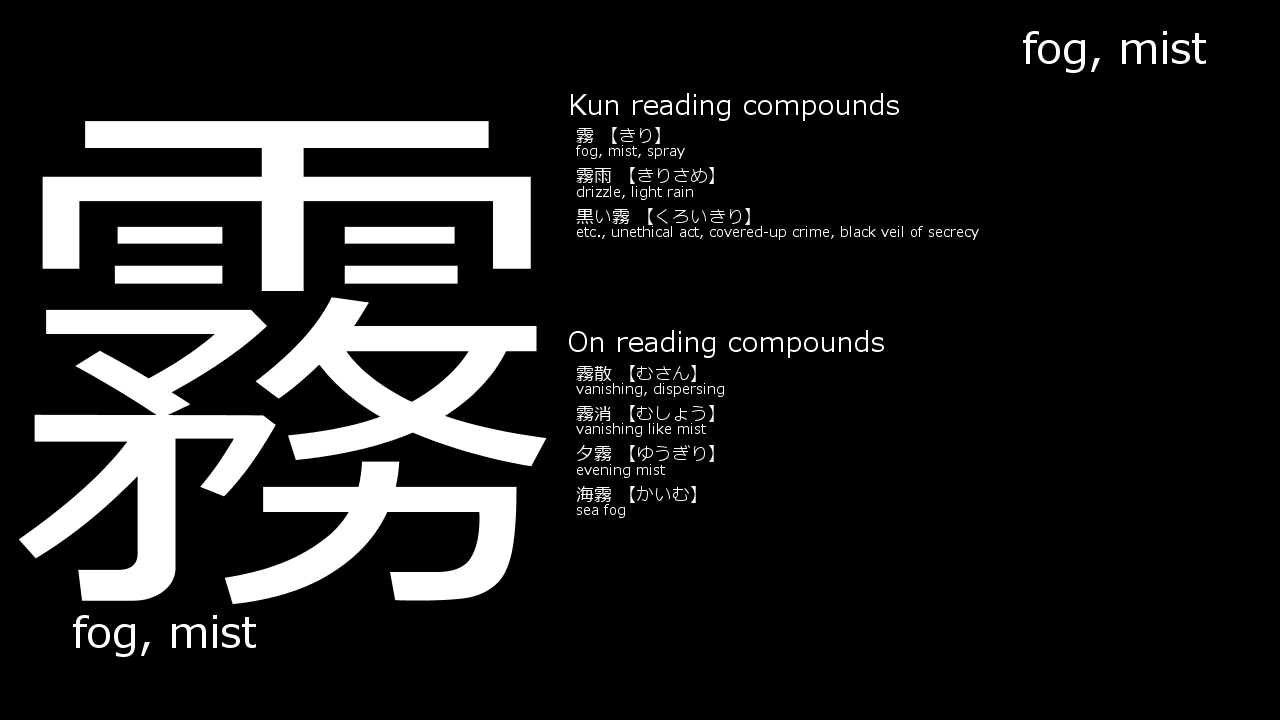 fog, mist
霧
fog, mist
Kun reading compounds
霧 【きり】
fog, mist, spray
霧雨 【きりさめ】
drizzle, light rain
黒い霧 【くろいきり】
etc., unethical act, covered-up crime, black veil of secrecy
On reading compounds
霧散 【むさん】
vanishing, dispersing
霧消 【むしょう】
vanishing like mist
夕霧 【ゆうぎり】
evening mist
海霧 【かいむ】
sea fog